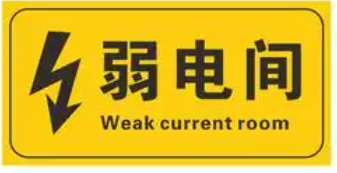 弱电间
Weak current room